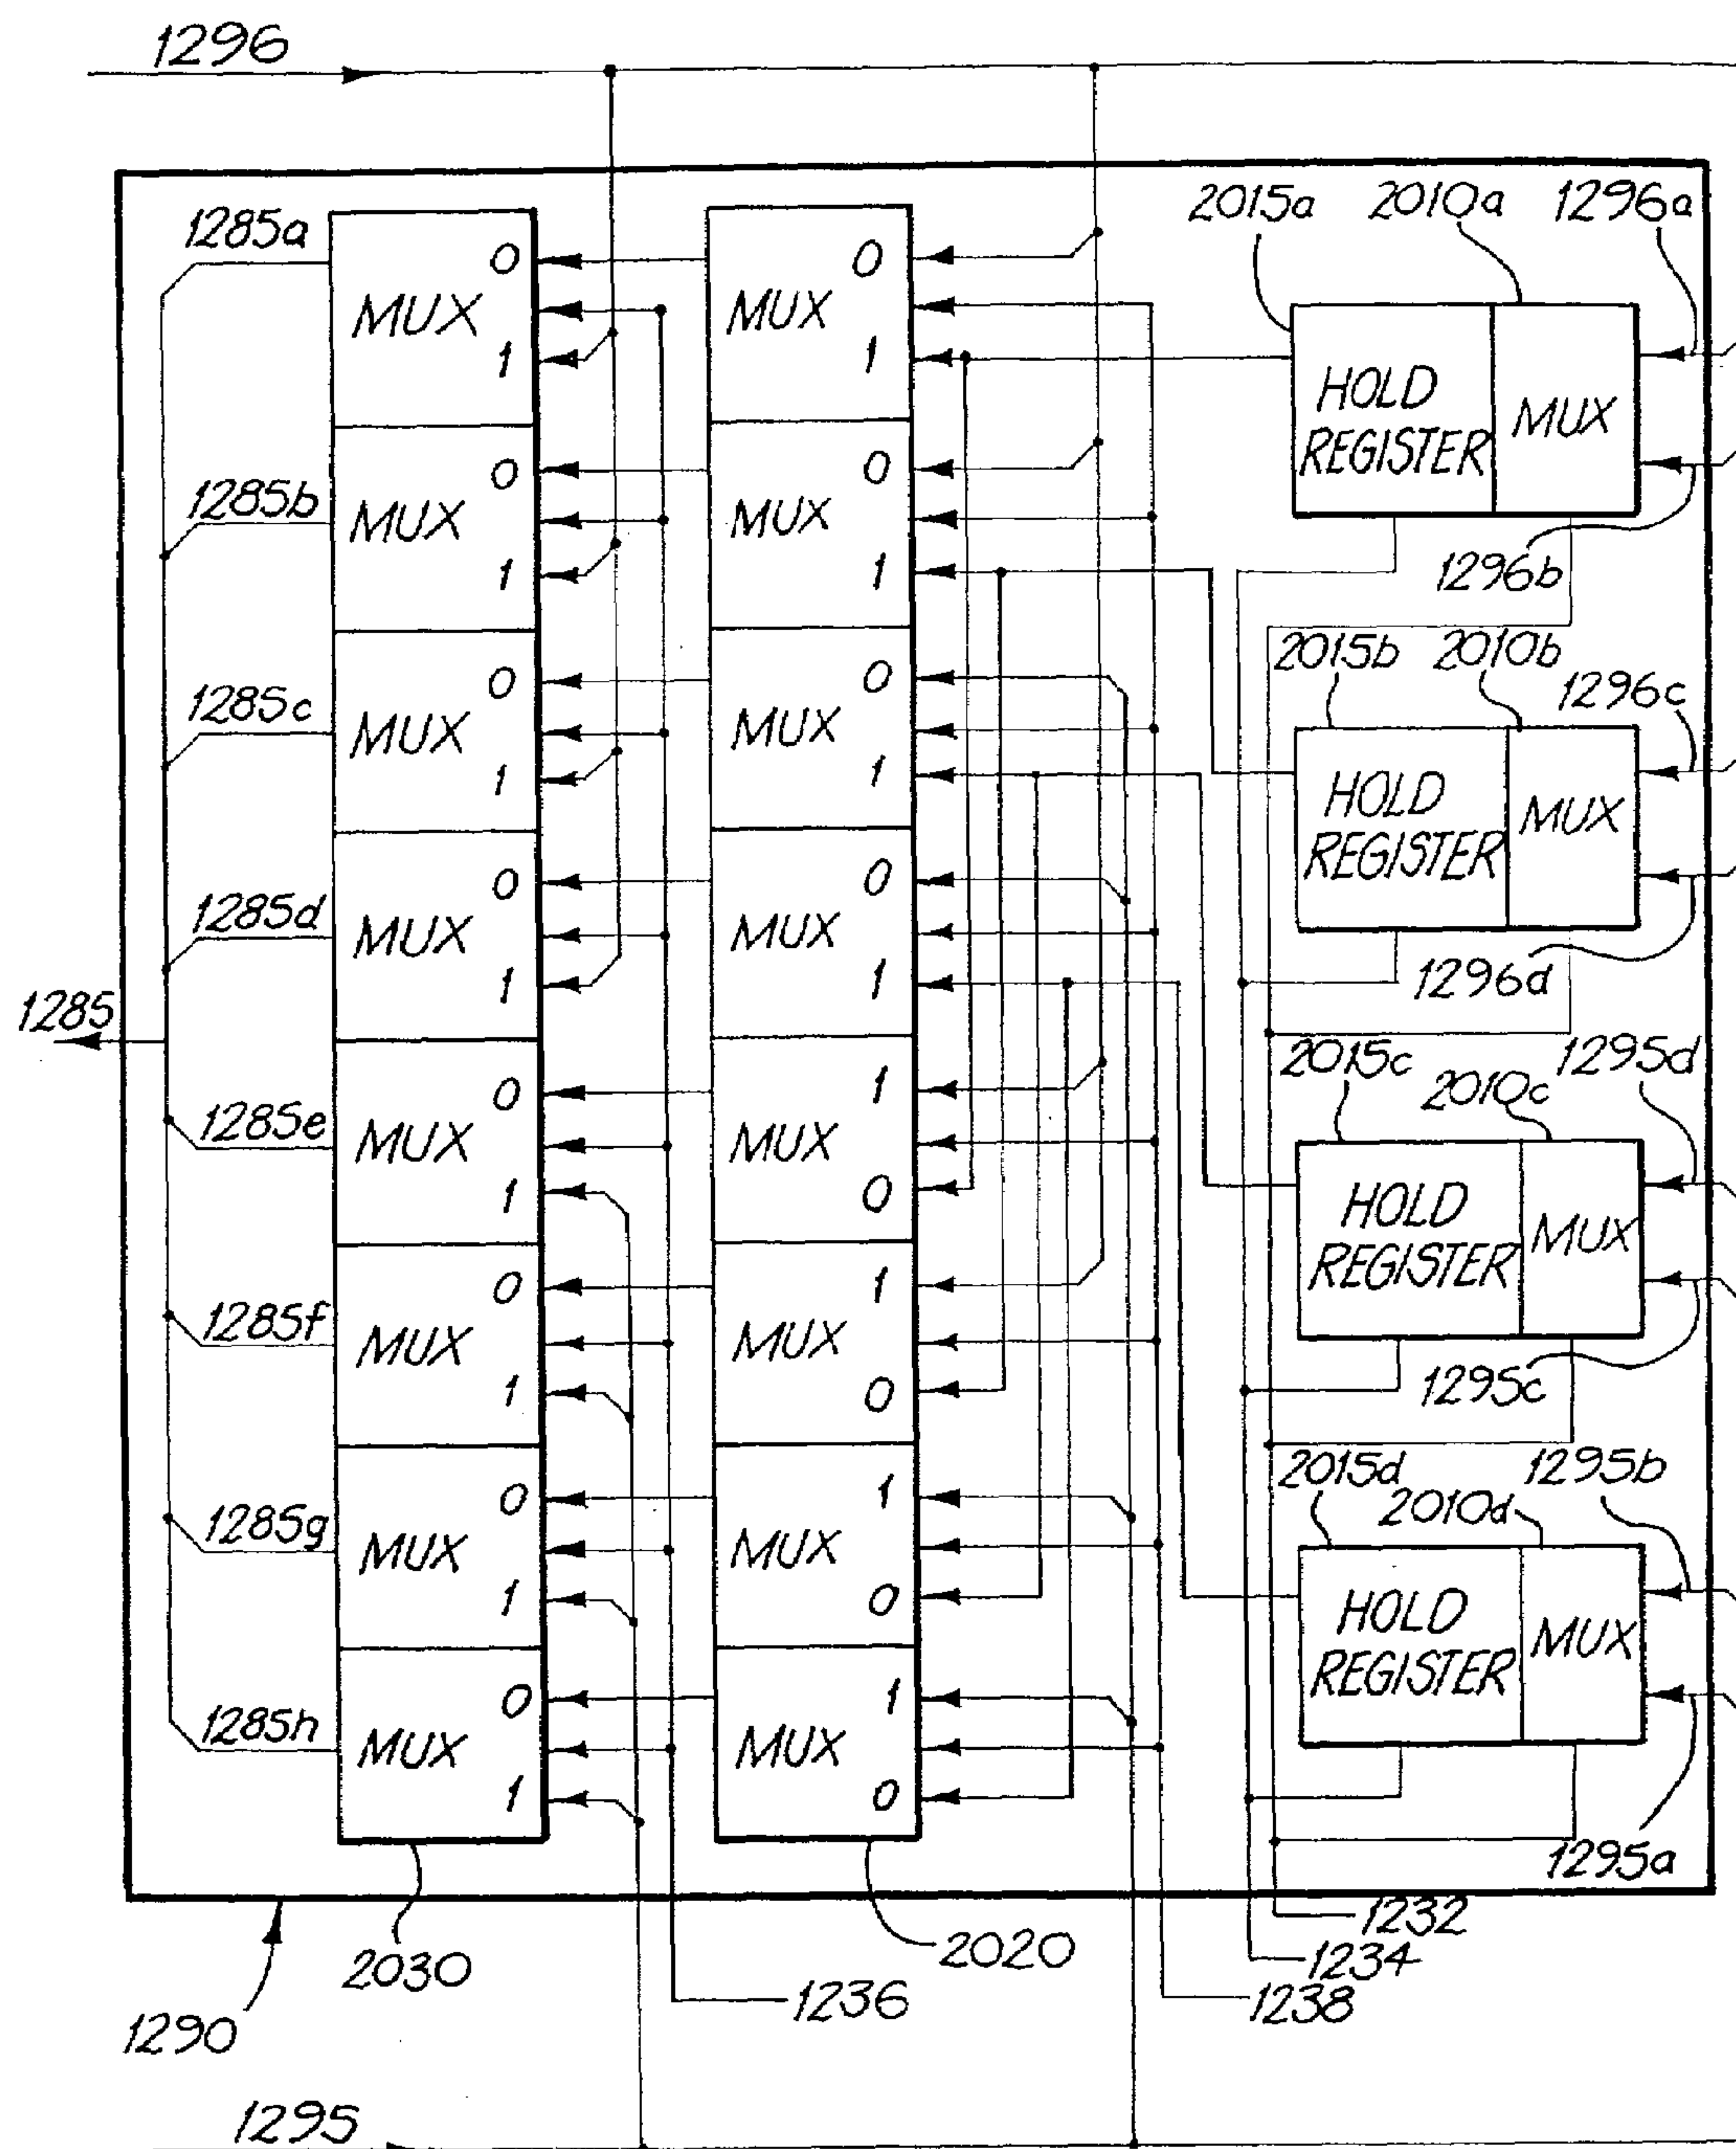 1296
1285a
1285b
1285c
1285d
1285
1285e
1285f
1285g
1285h
0
MUX
1
0
MUX
1
0
MUX
1
0
MUX
1
0
MUX
1
0
MUX
1
0
MUX
1
0
MUX
1
0
MUX
1
0
MUX
1
0
MUX
1
0
MUX
1
1
MUX
0
1
MUX
0
1
MUX
0
1
MUX
0
2015a 2010a 1296a
HOLD
REGISTER
MUX
1296b
2015b 2010b
1296c
HOLD
REGISTER
MUX
1296d
2015c 2010c 1295d
HOLD
REGISTER
MUX
1295c
2015d 2010d 1295b
HOLD
REGISTER
MUX
1295a
1232
1234
1238
2020
2030
1236
1290
1295